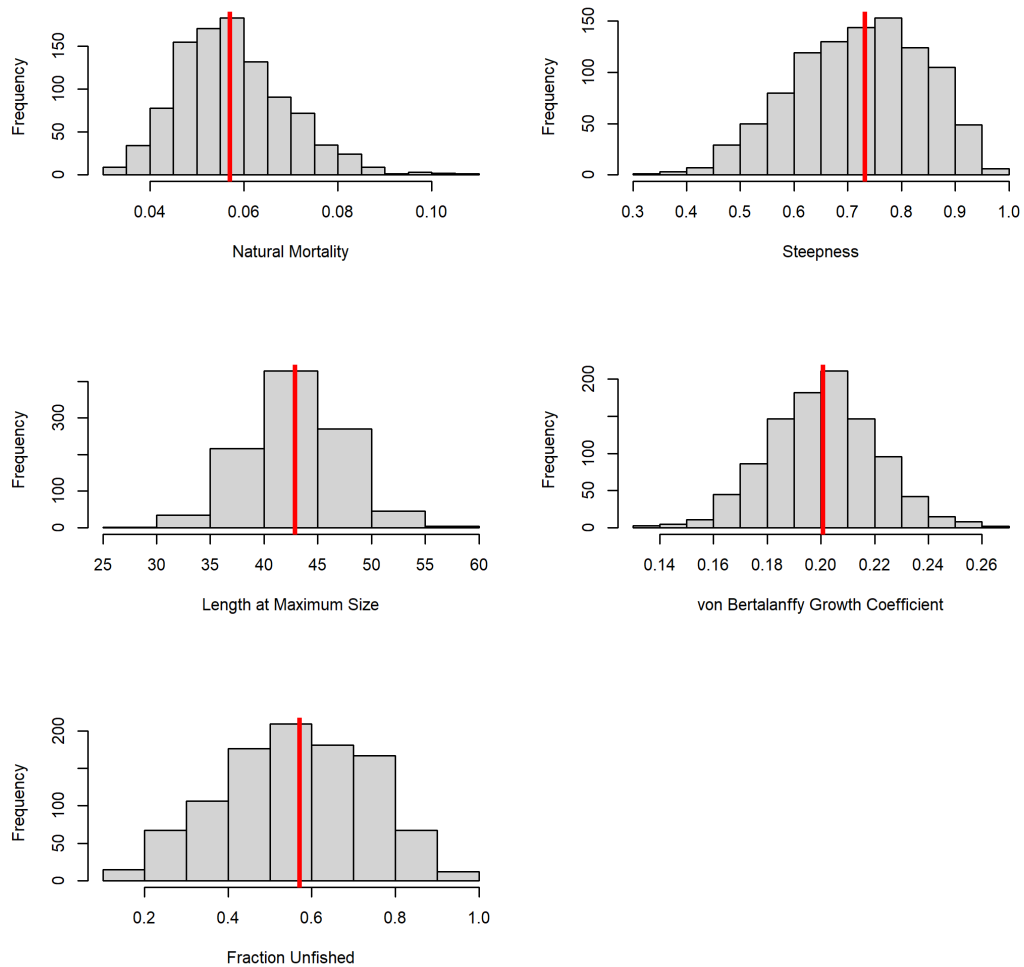 Frequency
0 50 100 150
0.04 0.06 0.08 0.10
Natural Mortality
Frequency
0 50 100 150
0.3 0.4 0.5 0.6 0.7 0.8 0.9 1.0
Steepness
Frequency
0 100 300
25 30 35 40 45 50 55 60
Length at Maximum Size
Frequency
0 50 100 200
0.14 0.16 0.18 0.20 0.22 0.24 0.26
von Bertalanffy Growth Coefficient
Frequency
0 50 100 200
0.2 0.4 0.6 0.8 1.0
Fraction Unfished